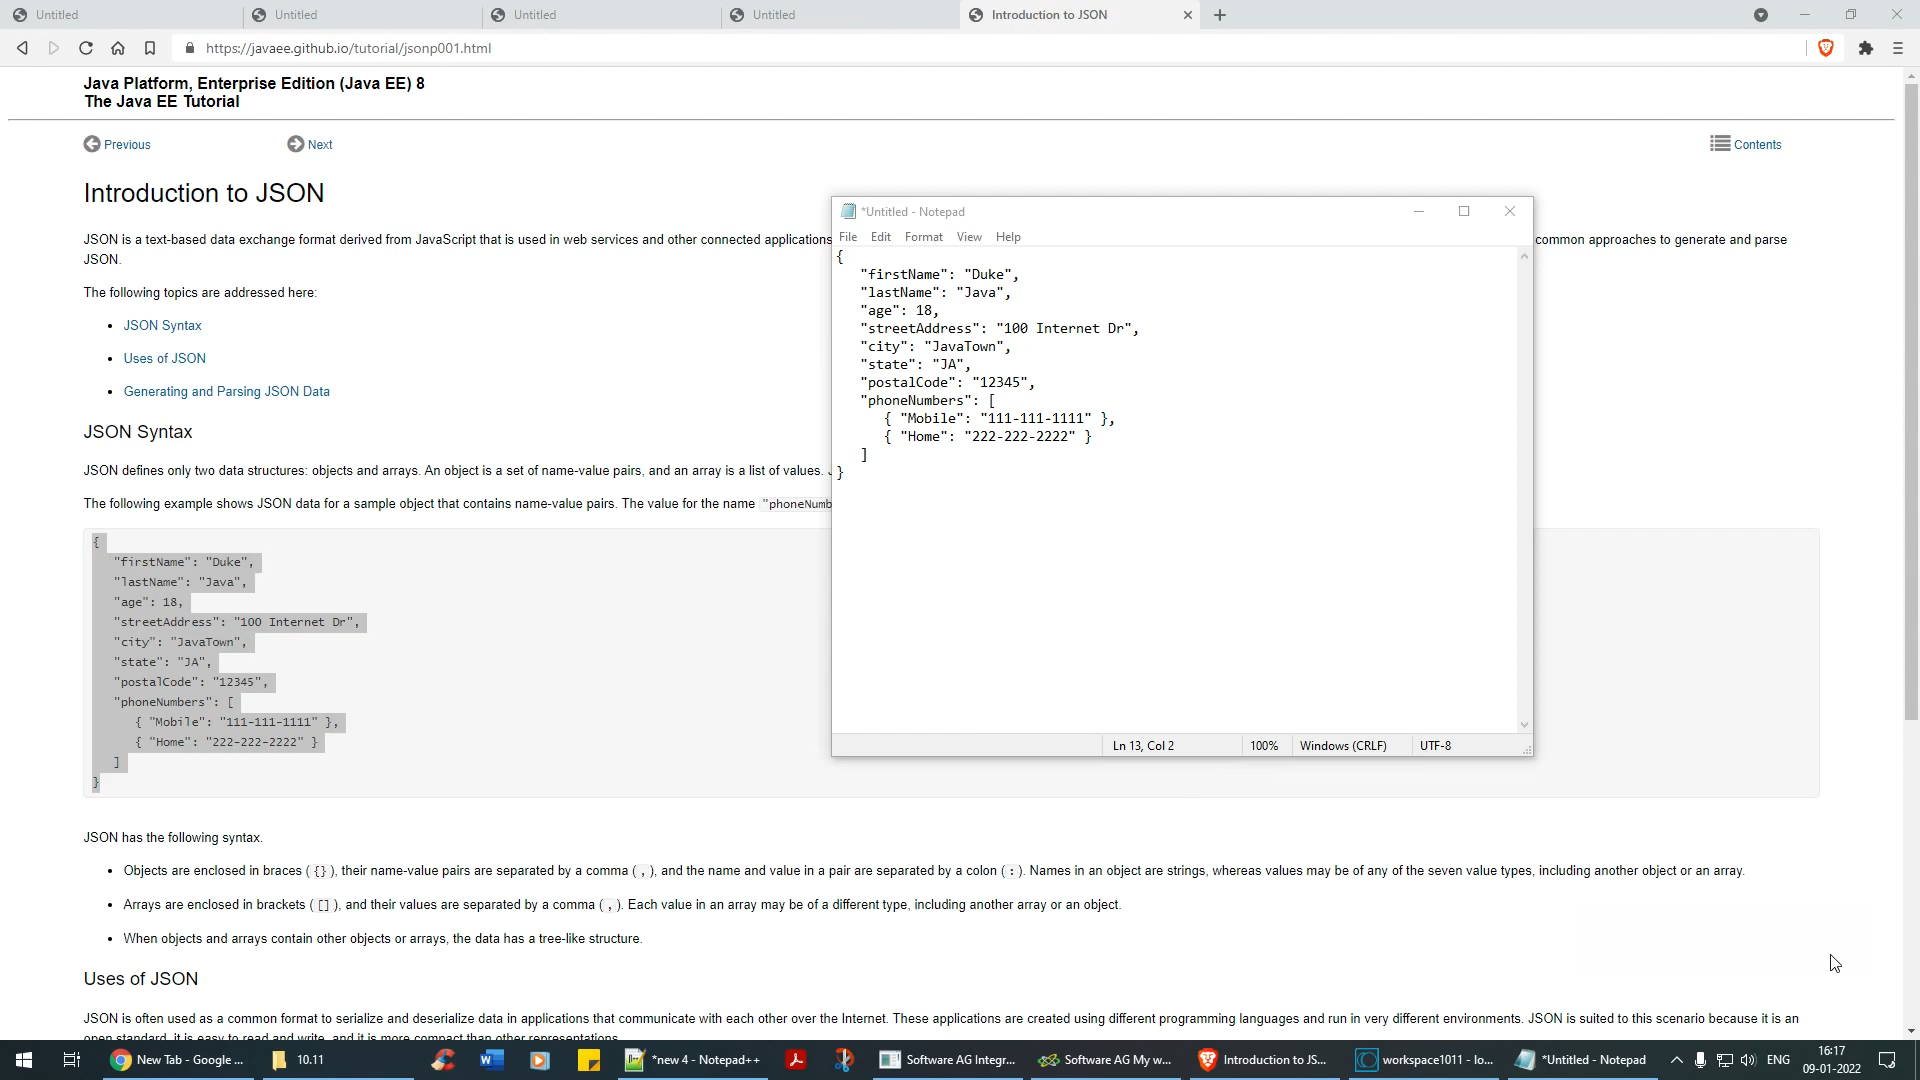 Untitled
Untitled
Untitled
Untitled
Introduction to JSON
https://javaee.github.io/tutorial/jsonp001.html
Java Platform, Enterprise Edition (Java EE) 8
The Java EE Tutorial
Previous
Next
Contents
Introduction to JSON
JSON is a text-based data exchange format derived from JavaScript that is used in web services and other connected applications
common approaches to generate and parse
JSON.
The following topics are addressed here:
• JSON Syntax
• Uses of JSON
• Generating and Parsing JSON Data
JSON Syntax
JSON defines only two data structures: objects and arrays. An object is a set of name-value pairs, and an array is a list of values.
The following example shows JSON data for a sample object that contains name-value pairs. The value for the name "phoneNumb
{
"firstName": "Duke",
"lastName": "Java",
"age": 18,
"streetAddress": "100 Internet Dr",
"city": "JavaTown",
"state": "JA",
"postalCode": "12345",
"phoneNumbers": [
{ "Mobile": "111-111-1111" },
{ "Home": "222-222-2222" }
]
}
*Untitled - Notepad
File Edit Format View Help
{
"firstName": "Duke",
"lastName": "Java",
"age": 18,
"streetAddress": "100 Internet Dr",
"city": "JavaTown",
"state": "JA",
"postalCode": "12345",
"phoneNumbers": [
{ "Mobile": "111-111-1111" },
{ "Home": "222-222-2222" }
]
}
Ln 13, Col 2
100%
Windows (CRLF)
UTF-8
JSON has the following syntax.
• Objects are enclosed in braces ({}), their name-value pairs are separated by a comma (,), and the name and value in a pair are separated by a colon (:). Names in an object are strings, whereas values may be of any of the seven value types, including another object or an array.
• Arrays are enclosed in brackets ([]), and their values are separated by a comma (,). Each value in an array may be of a different type, including another array or an object.
• When objects and arrays contain other objects or arrays, the data has a tree-like structure.
Uses of JSON
JSON is often used as a common format to serialize and deserialize data in applications that communicate with each other over the Internet. These applications are created using different programming languages and run in very different environments. JSON is suited to this scenario because it is an
open standard, it is easy to read and write, and it is more compact than other representations.
New Tab - Google ...
10.11
*new 4 - Notepad++
Software AG Integr...
Software AG My w...
Introduction to JS...
workspace1011 - Io...
*Untitled - Notepad
ENG
16:17
09-01-2022